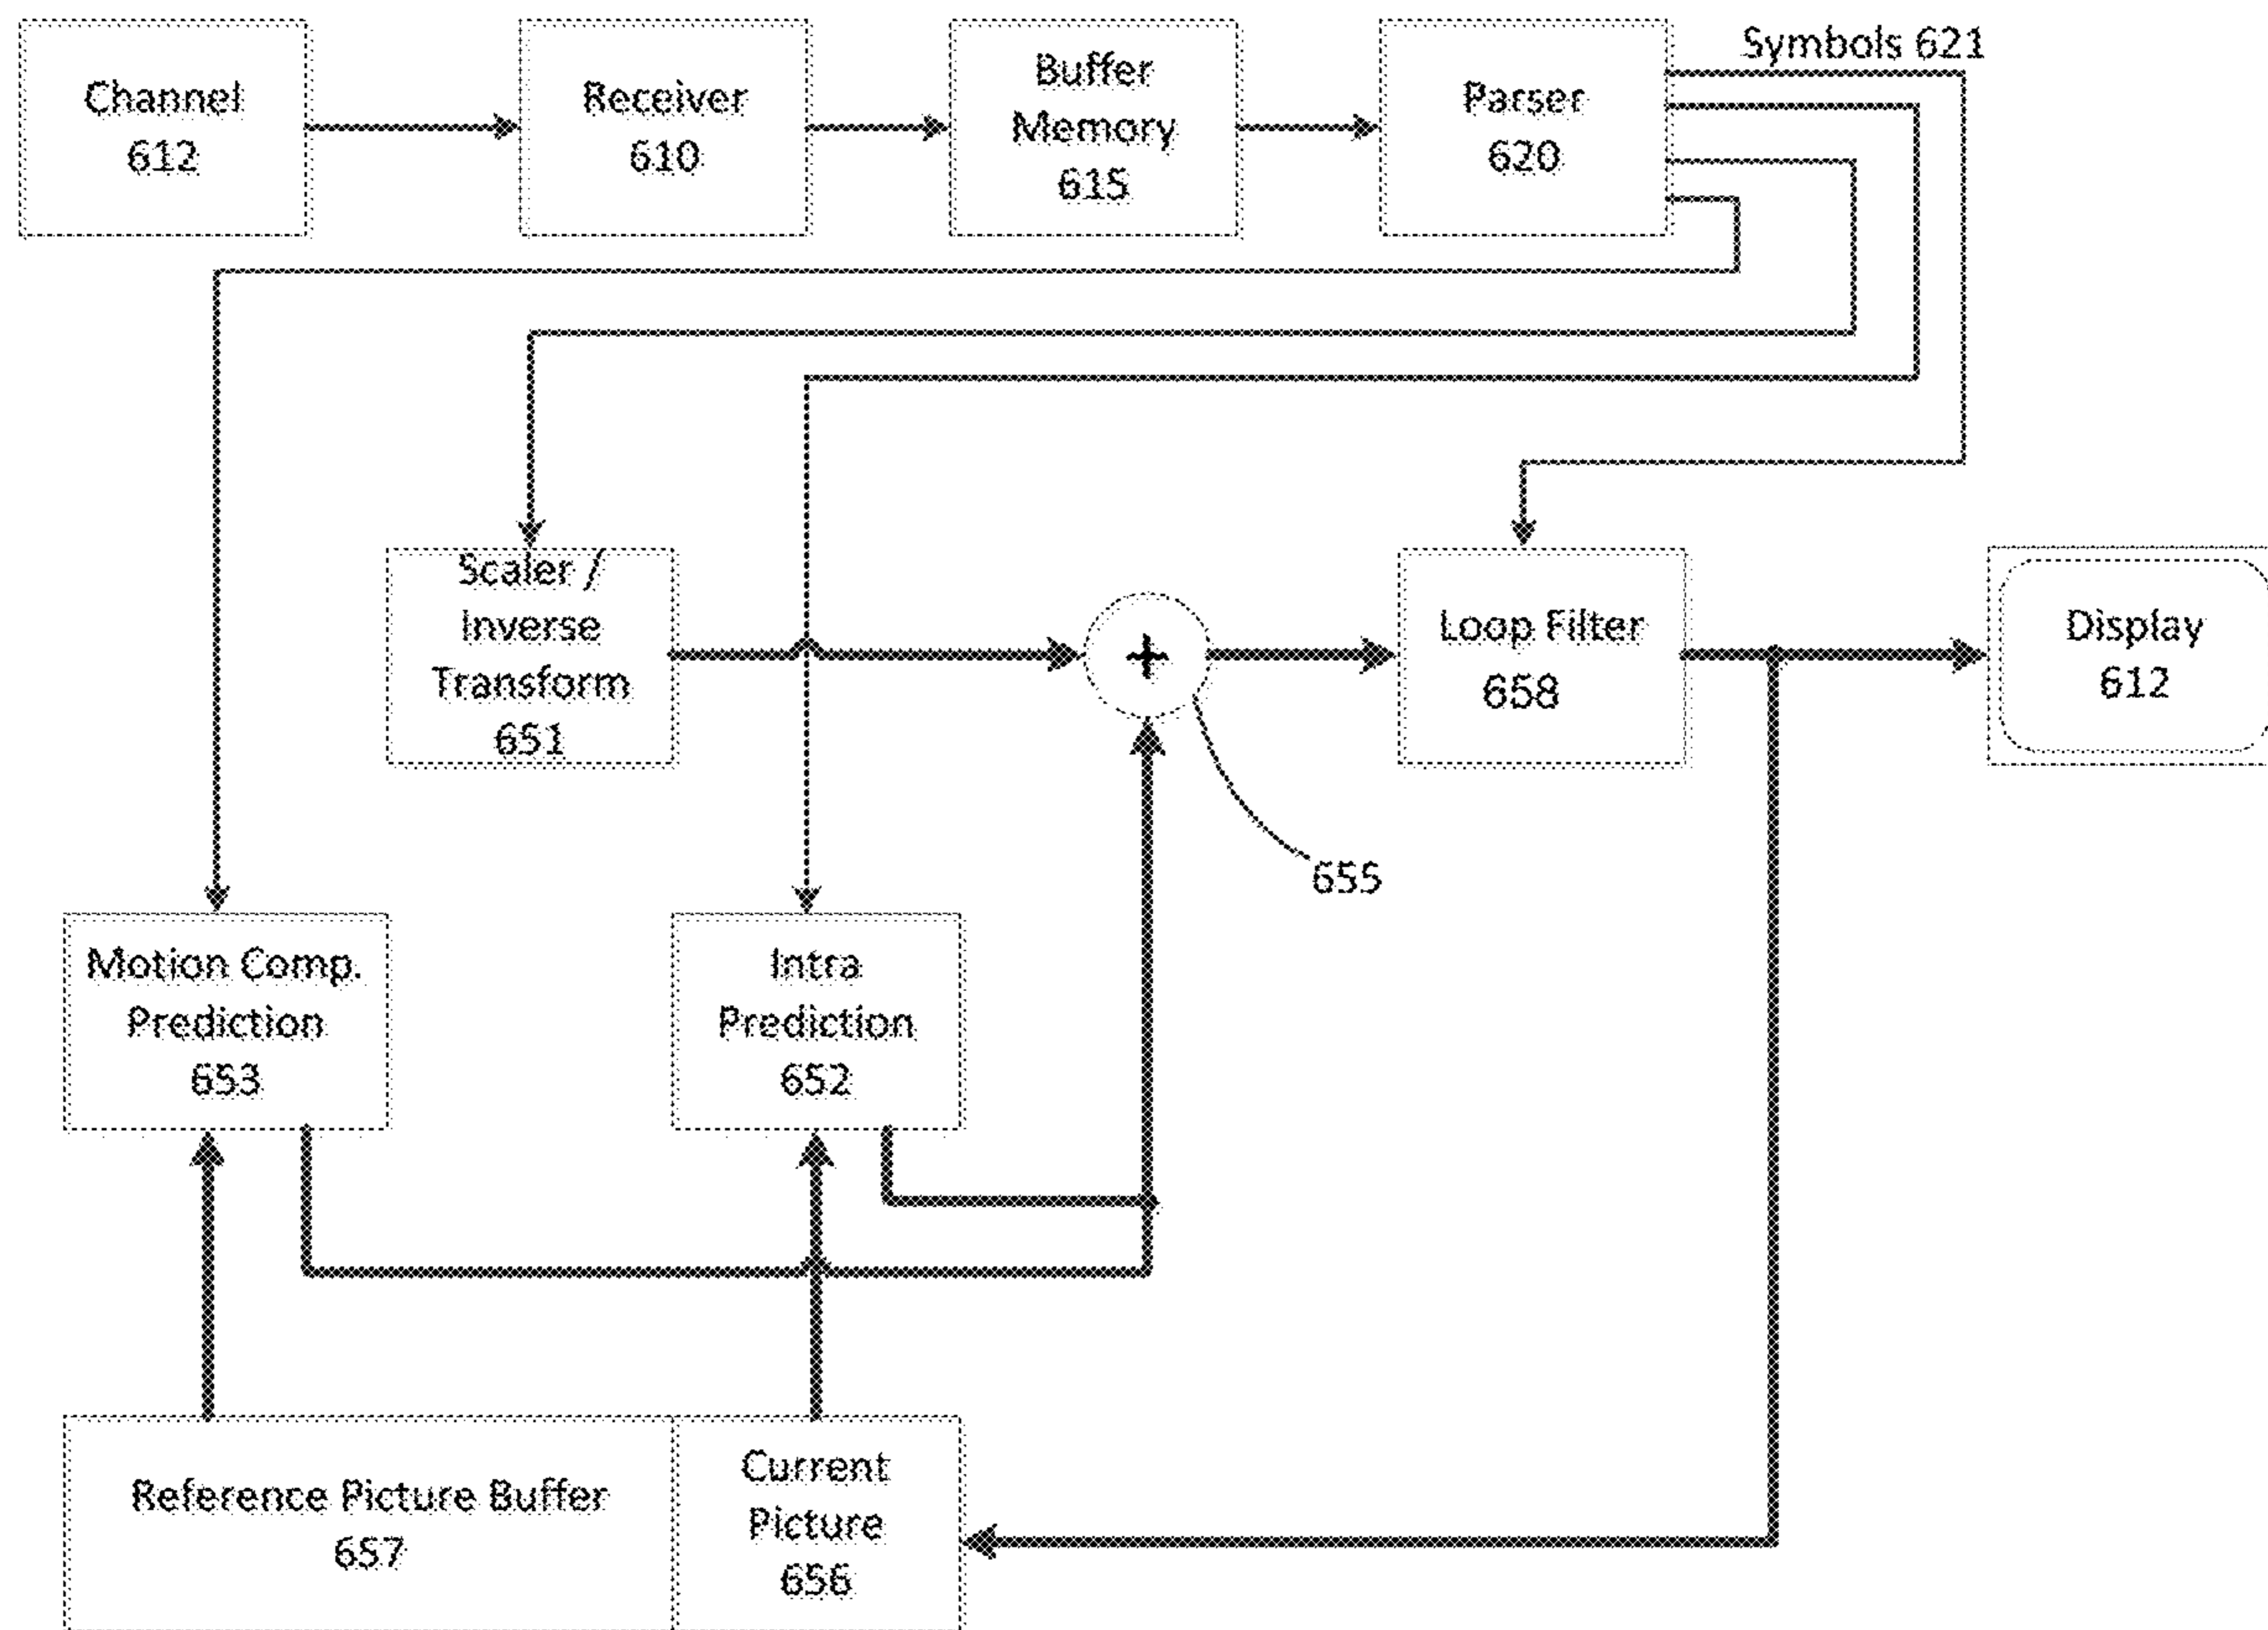 Channel
612
Receiver
610
Buffer
Memory
615
Parser
620
Symbols 621
Scaler /
Inverse
Transform
651
+
Loop Filter
658
Display
612
655
Motion Comp.
Prediction
653
Intra
Prediction
652
Reference Picture Buffer
657
Current
Picture
656